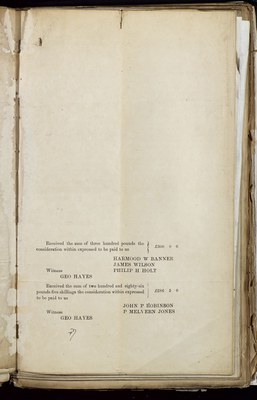 Received the sum of three hundred pounds the
consideration within expressed to be paid to us £300 0 0
HARMOOD W BANNER
JAMES WILSON
Witness PHILIP H HOLT
GEO HAYES
Received the sum of two hundred and eighty-six
pounds five shillings the consideration within expressed £286 5 0
to be paid to us
JOHN P ROBINSON
Witness P MELVERN JONES
GEO HAYES